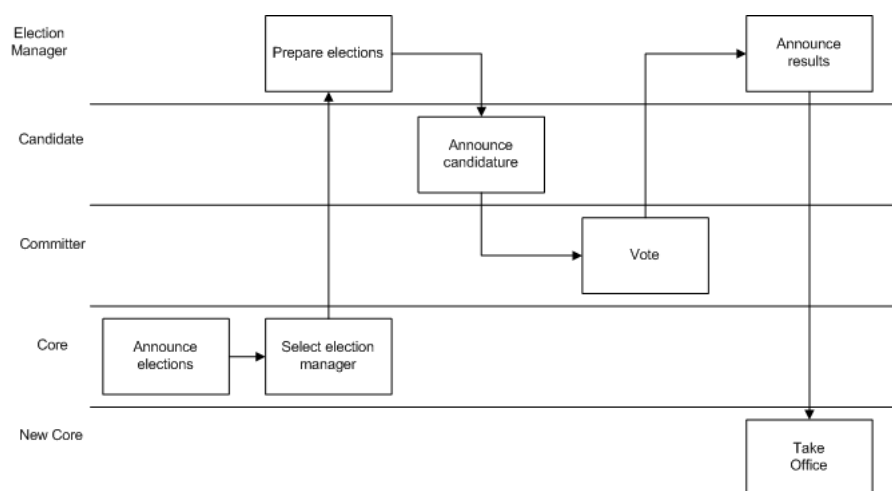 Election
Manager
Prepare elections
Announce
results
Candidate
Announce
candidature
Committer
Vote
Core
Announce
elections
Select election
manager
New Core
Take
Office